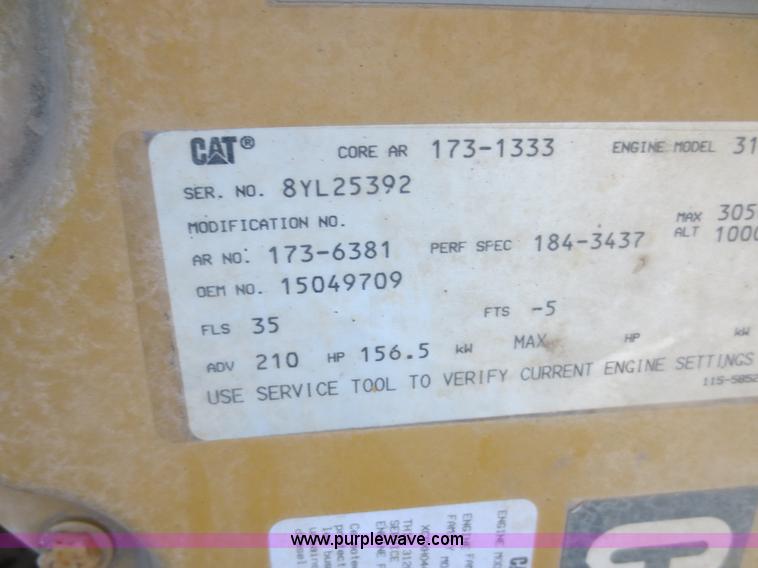 CAT® CORE AR 173-1333 ENGINE MODEL 31
SER. NO. 8YL25392
MODIFICATION NO. MAX 305
AR NO. 173-6381 PERF SPEC 184-3437 ALT 1000
OEM NO. 15049709
FLS 35 FTS -5
ADV 210 HP 156.5 kW MAX HP kW
USE SERVICE TOOL TO VERIFY CURRENT ENGINE SETTINGS
115-5852
www.purplewave.com